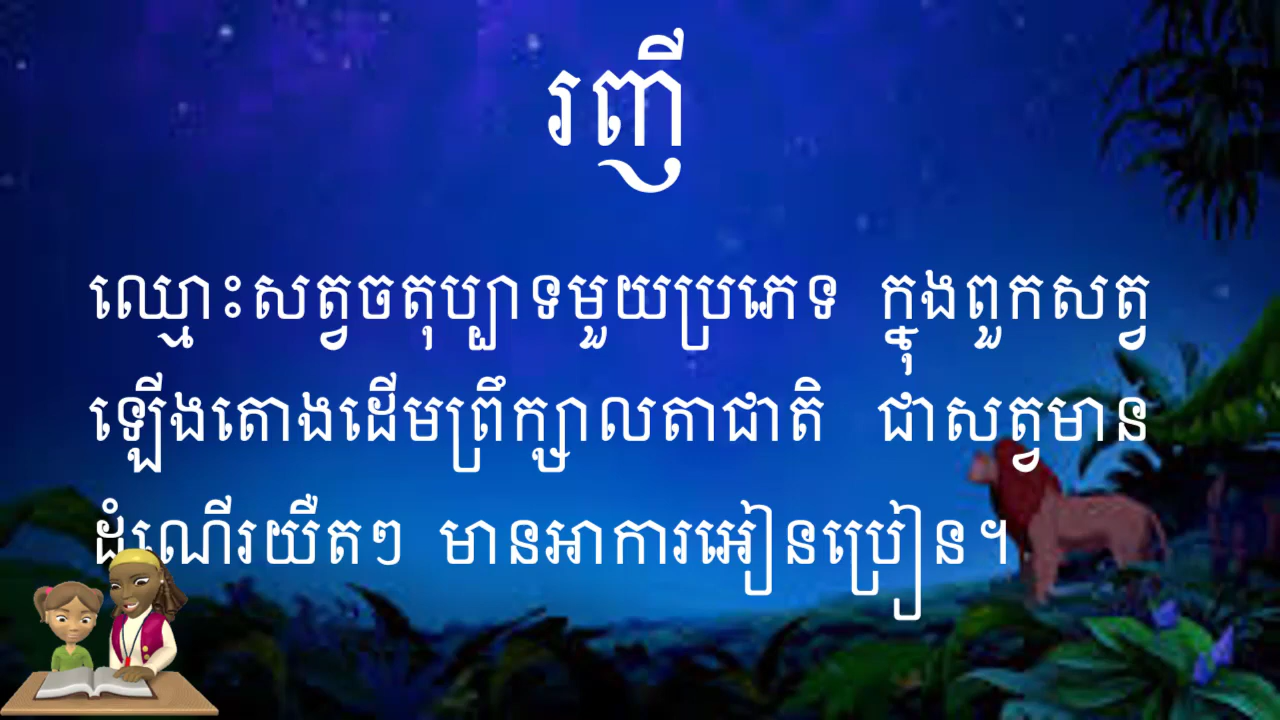 រញី
ឈ្មោះសត្វចតុប្បាទមួយប្រភេទ ក្នុងពួកសត្វ
ឡើងតោងដើមព្រឹក្សាលតាជាតិ ជាសត្វមាន
ដំណើរយឺតៗ មានអាការអៀនប្រៀន។